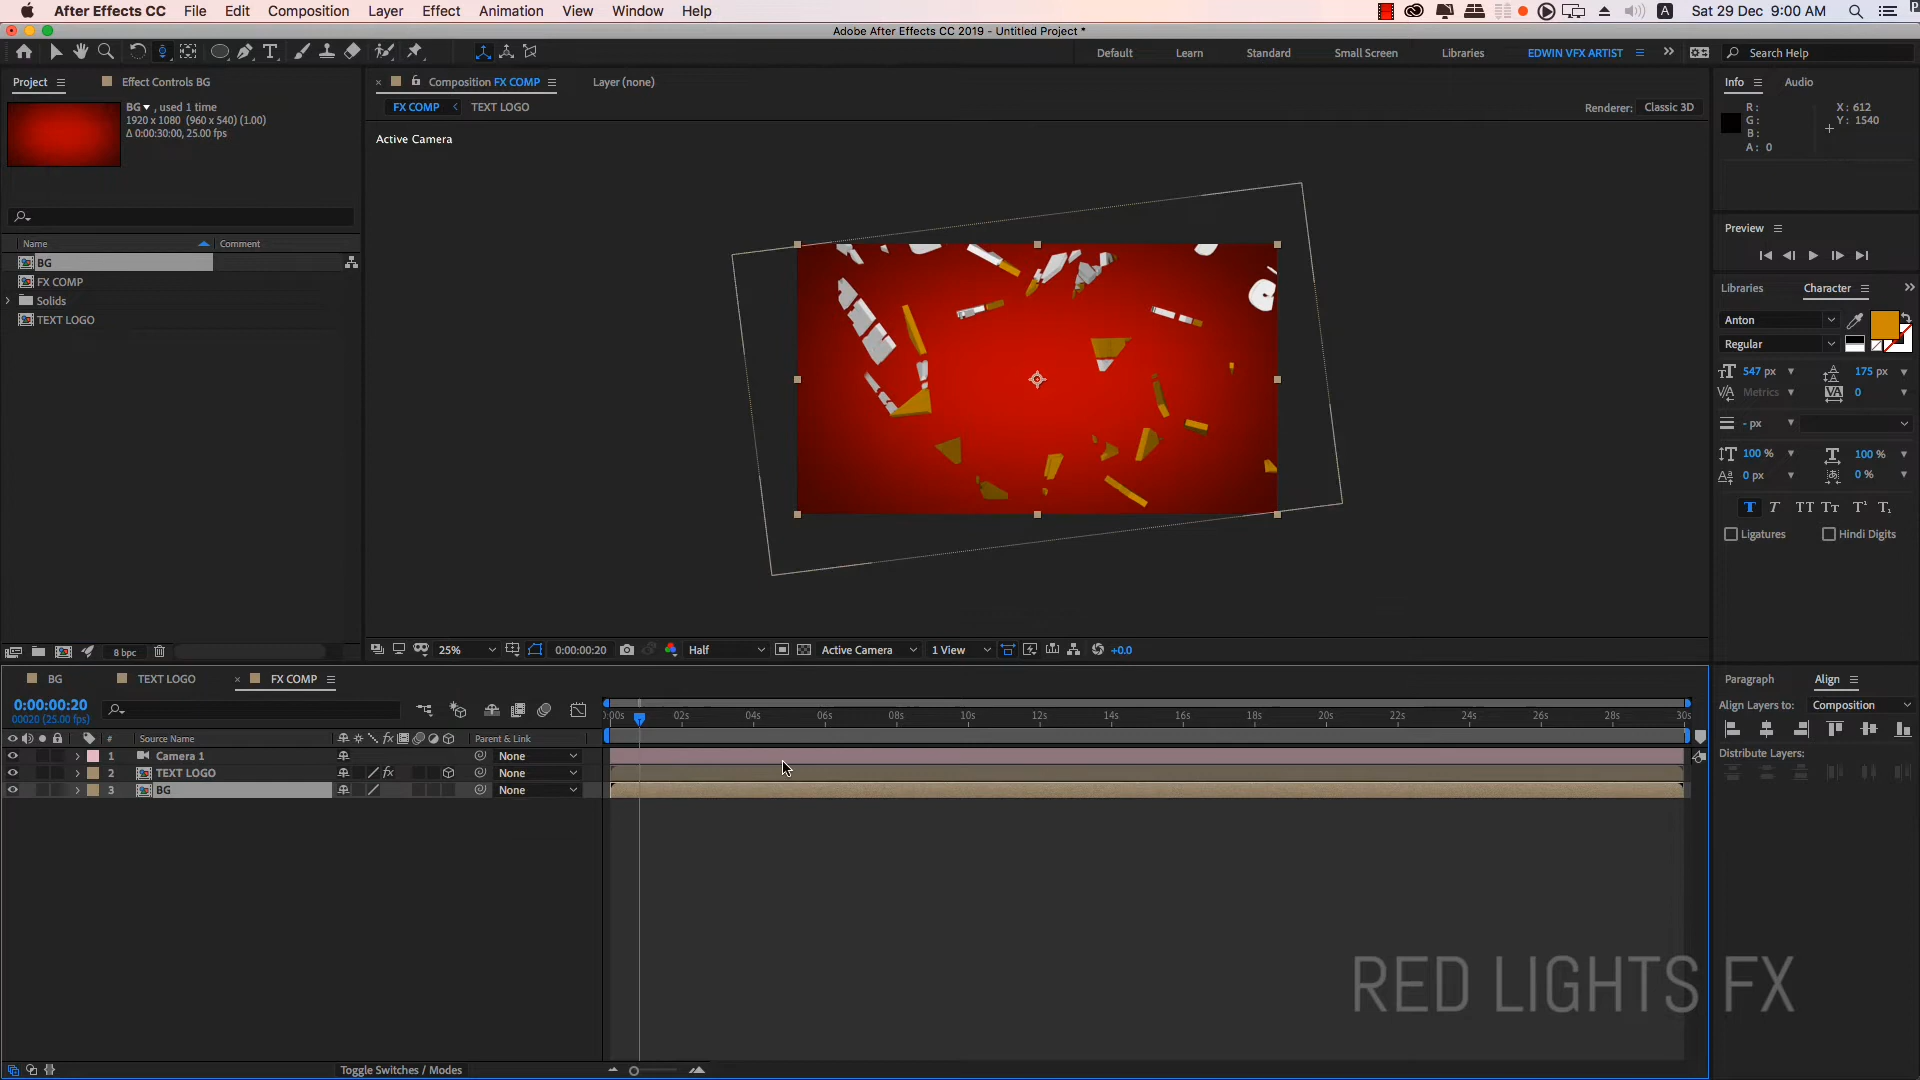 After Effects CC File Edit Composition Layer Effect Animation View Window Help Sat 29 Dec 9:00 AM
Adobe After Effects CC 2019 - Untitled Project *
Default Learn Standard Small Screen Libraries EDWIN VFX ARTIST Search Help
Project Effect Controls BG
BG , used 1 time
1920 x 1080 (960 x 540) (1.00)
Δ 0:00:30:00, 25.00 fps
Name Comment
BG
FX COMP
Solids
TEXT LOGO
8 bpc
Composition FX COMP Layer (none)
FX COMP TEXT LOGO Renderer: Classic 3D
Active Camera
25% 0:00:00:20 Half Active Camera 1 View +0.0
Info Audio
R: X: 612
G: Y: 1540
B:
A: 0
Preview
Libraries Character
Anton
Regular
547 px 175 px
Metrics 0
- px
100 % 100 %
0 px 0 %
Ligatures Hindi Digits
BG TEXT LOGO FX COMP
0:00:00:20
00020 (25.00 fps)
:00s 02s 04s 06s 08s 10s 12s 14s 16s 18s 20s 22s 24s 26s 28s 30s
# Source Name Parent & Link
1 Camera 1 None
2 TEXT LOGO None
3 BG None
Toggle Switches / Modes
Paragraph Align
Align Layers to: Composition
Distribute Layers:
RED LIGHTS FX